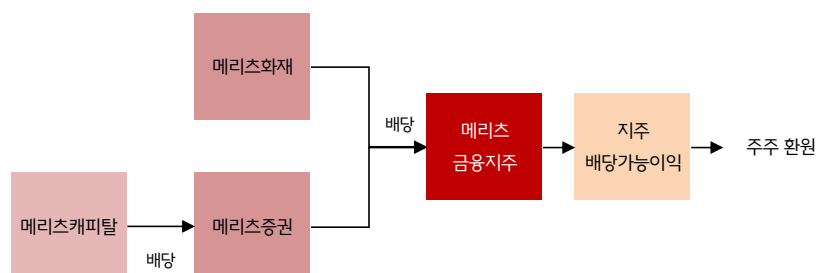 메리츠화재
배당
메리츠
금융지주
지주
배당가능이익
주주 환원
메리츠캐피탈
배당
메리츠증권